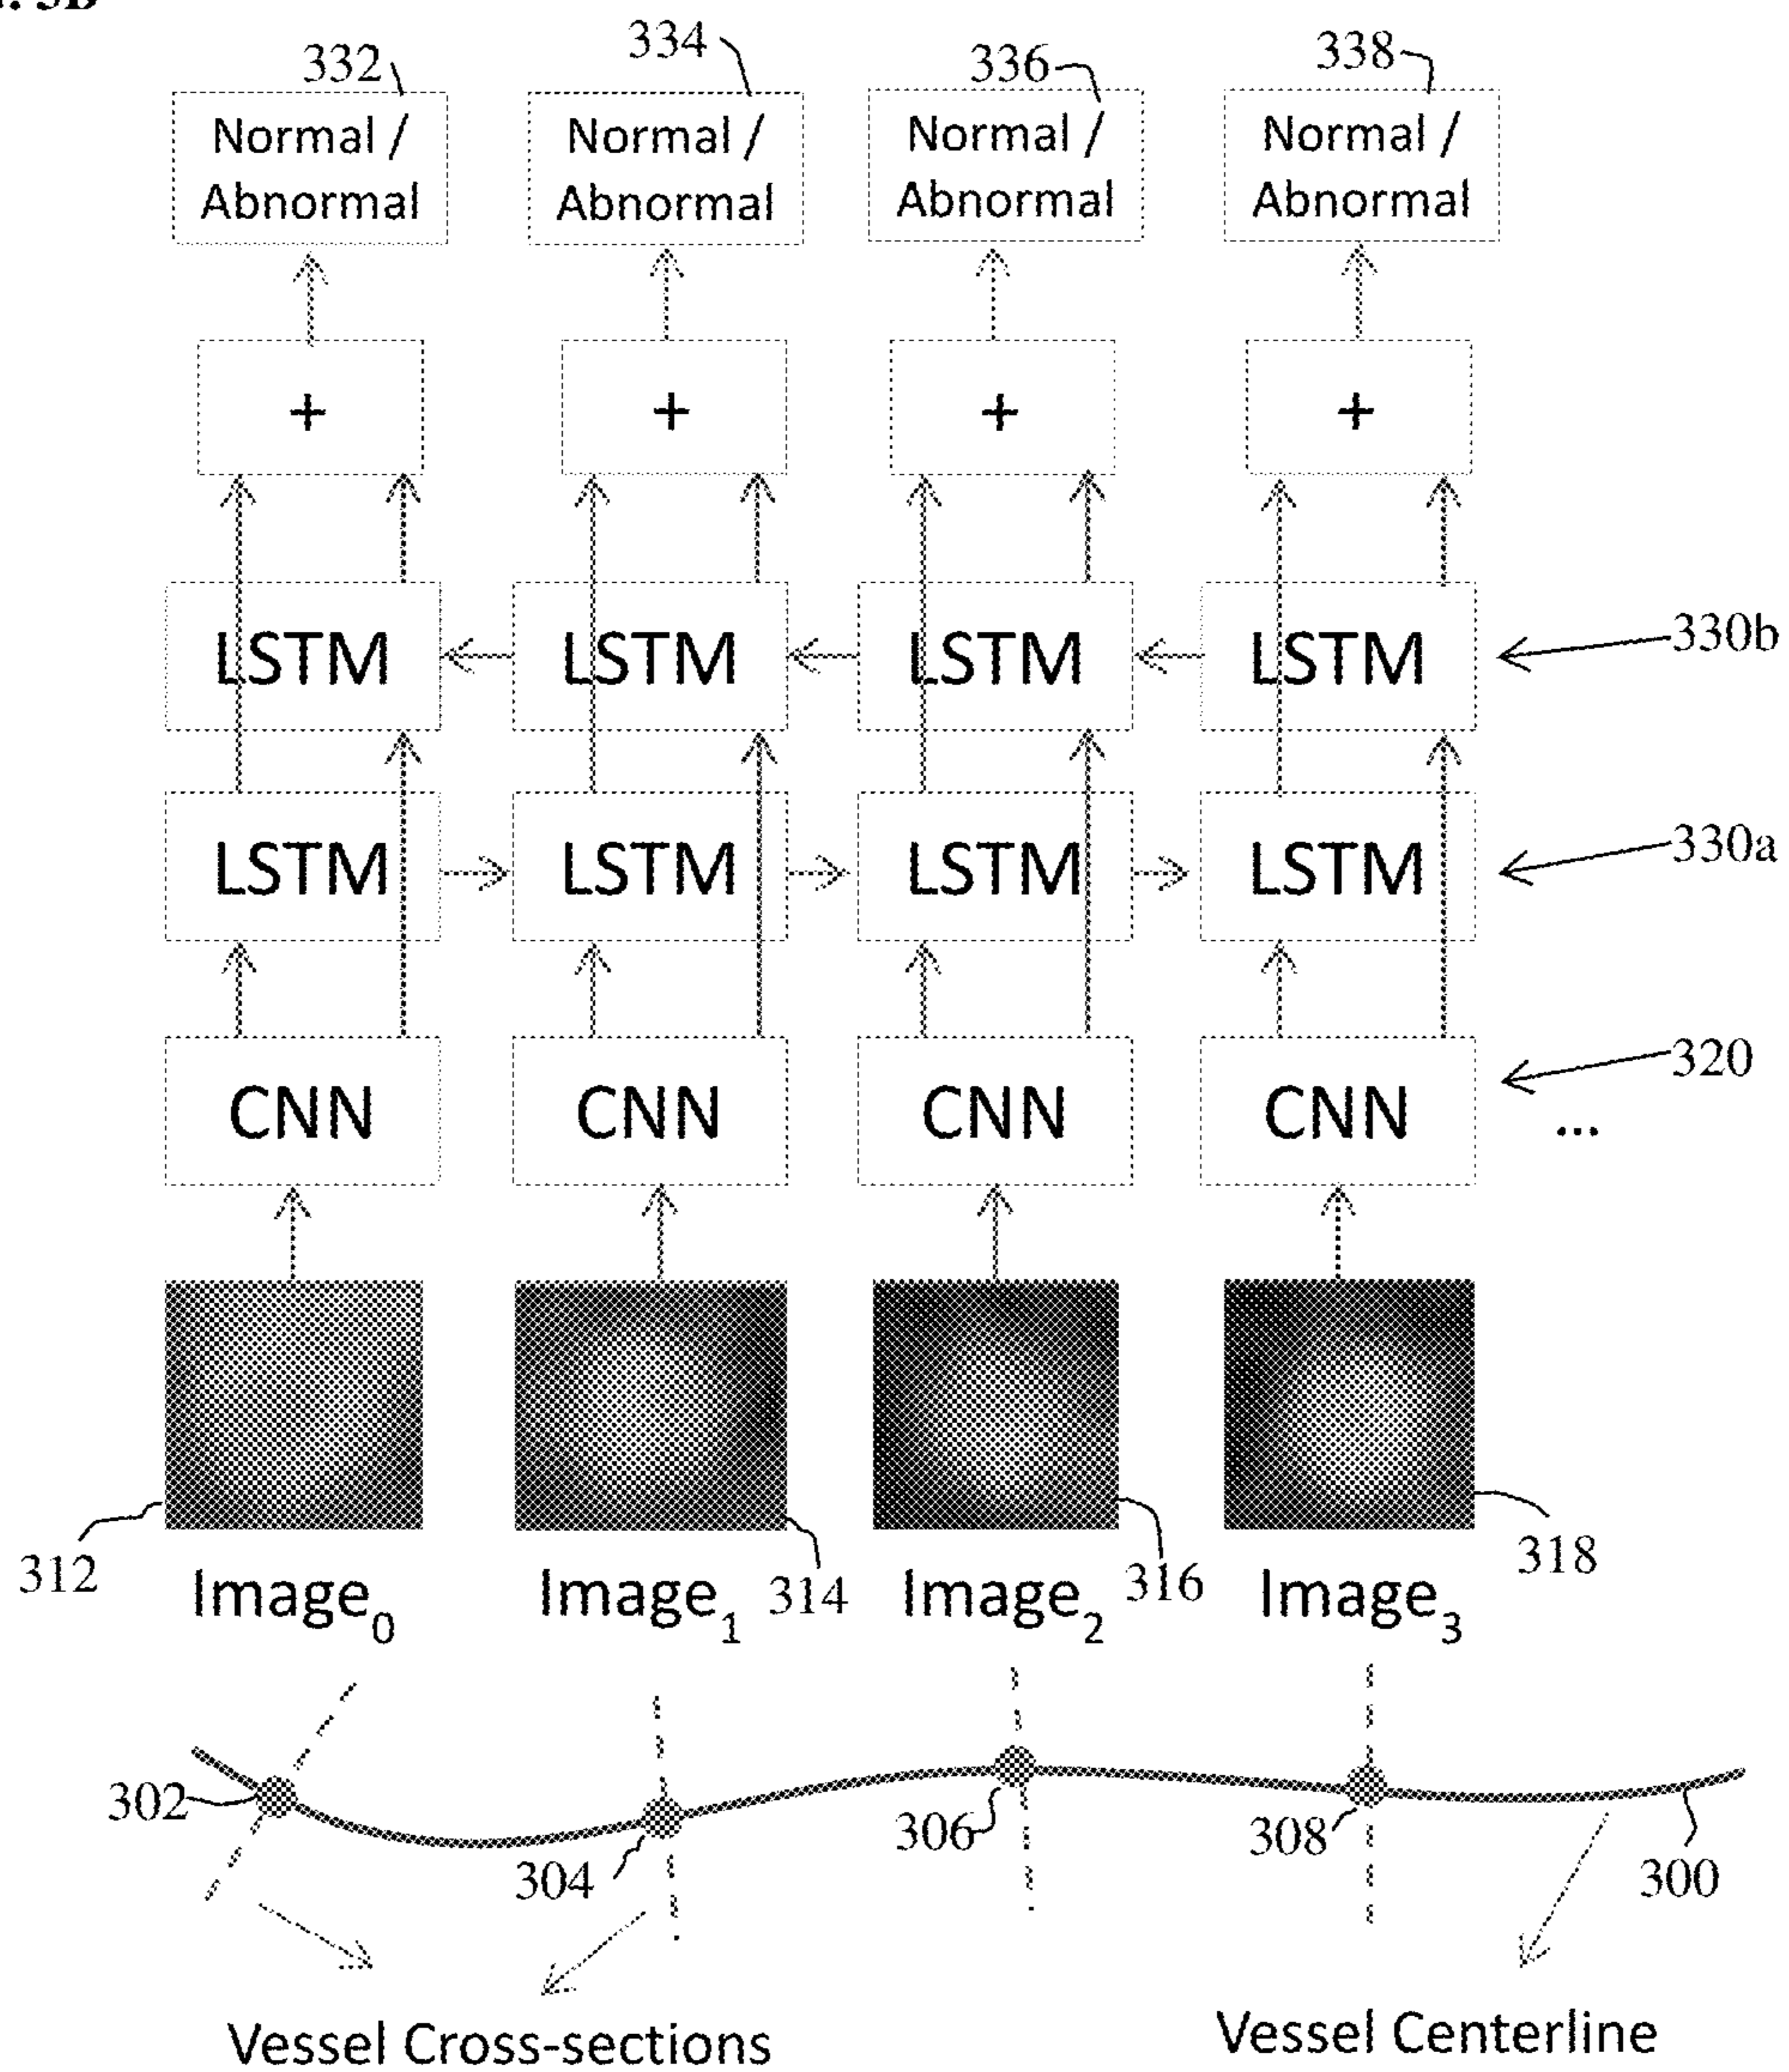 332 334 336 338
Normal / Normal / Normal / Normal /
Abnormal Abnormal Abnormal Abnormal
+ + + +
LSTM LSTM LSTM LSTM 330b
LSTM LSTM LSTM LSTM 330a
CNN CNN CNN CNN 320
...
312 Image0 Image1 314 Image2 316 Image3 318
302 304 306 308 300
Vessel Cross-sections Vessel Centerline